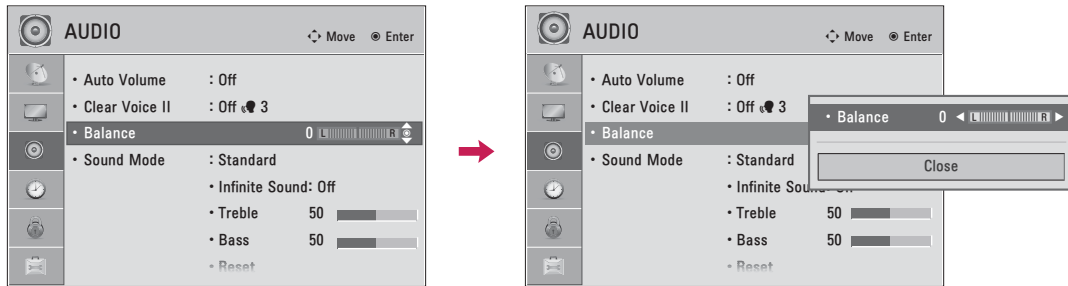 AUDIO
Move Enter
• Auto Volume : Off
• Clear Voice II : Off 3
• Balance 0 L R
• Sound Mode : Standard
• Infinite Sound: Off
• Treble 50
• Bass 50
• Reset
AUDIO
Move Enter
• Auto Volume : Off
• Clear Voice II : Off 3
• Balance
• Sound Mode : Standard
• Infinite Sound: Off
• Treble 50
• Bass 50
• Reset
• Balance 0 L R
Close